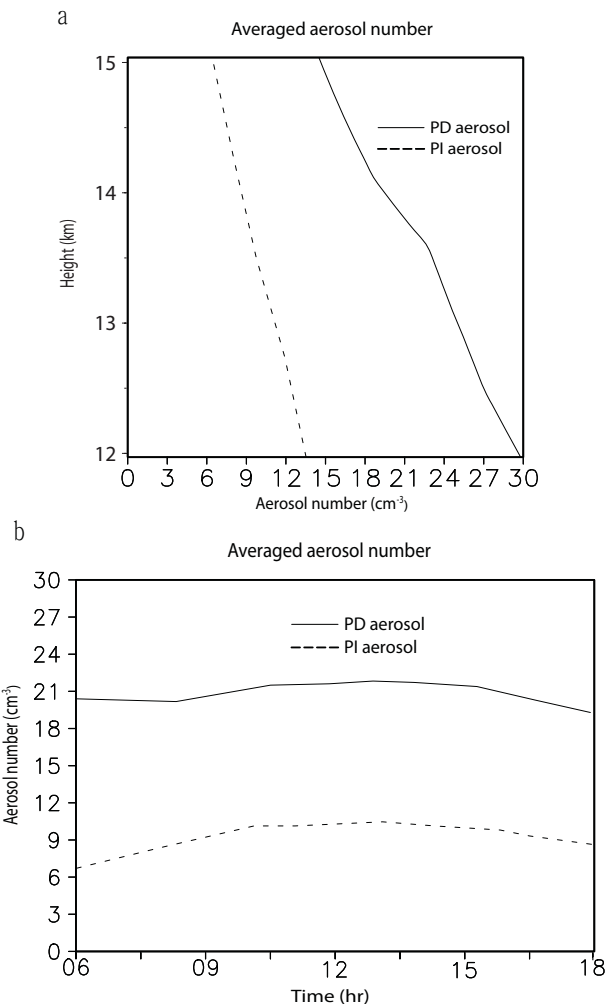 a
Averaged aerosol number
15
14
13
12
Height (km)
PD aerosol
PI aerosol
0 3 6 9 12 15 18 21 24 27 30
Aerosol number (cm⁻³)
b
Averaged aerosol number
30
27
24
21
18
15
12
9
6
3
0
Aerosol number (cm⁻³)
PD aerosol
PI aerosol
06 09 12 15 18
Time (hr)